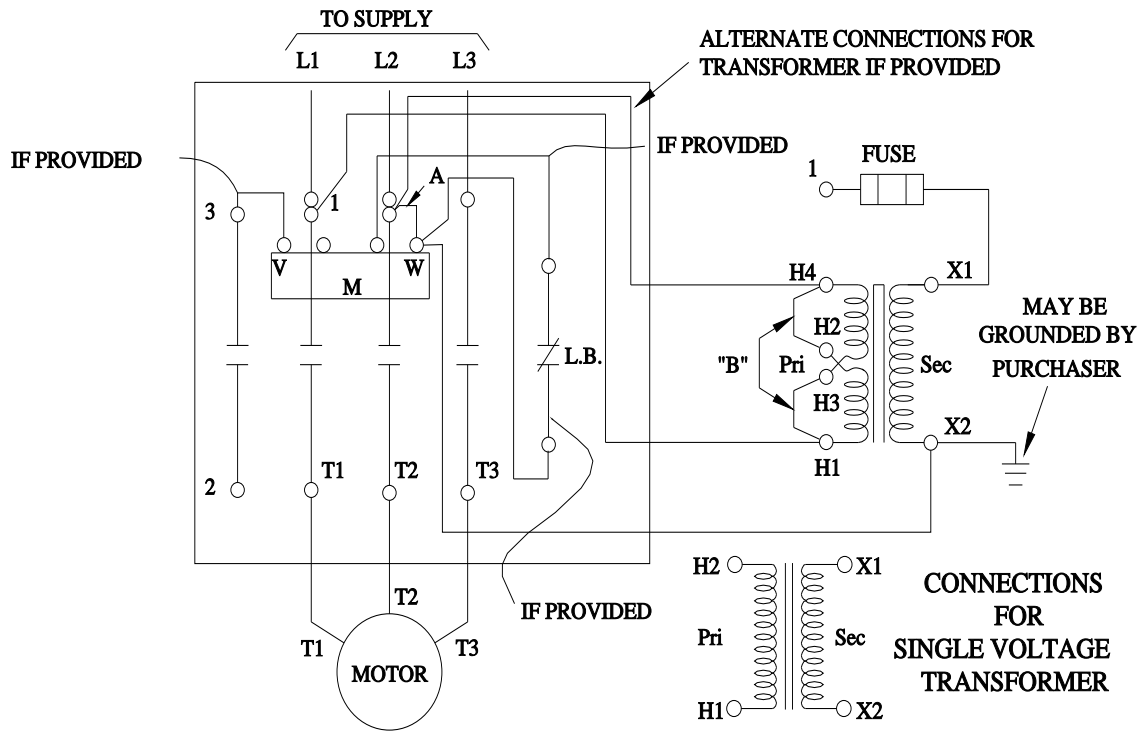 TO SUPPLY
L1 L2 L3
ALTERNATE CONNECTIONS FOR
TRANSFORMER IF PROVIDED
IF PROVIDED
IF PROVIDED
A
1
FUSE
3
1
V
W
M
H4
X1
H2
"B"
Pri
Sec
H3
H1
X2
MAY BE
GROUNDED BY
PURCHASER
L.B.
2
T1
T2
T3
IF PROVIDED
T2
T1
T3
MOTOR
H2
X1
Pri
Sec
H1
X2
CONNECTIONS
FOR
SINGLE VOLTAGE
TRANSFORMER